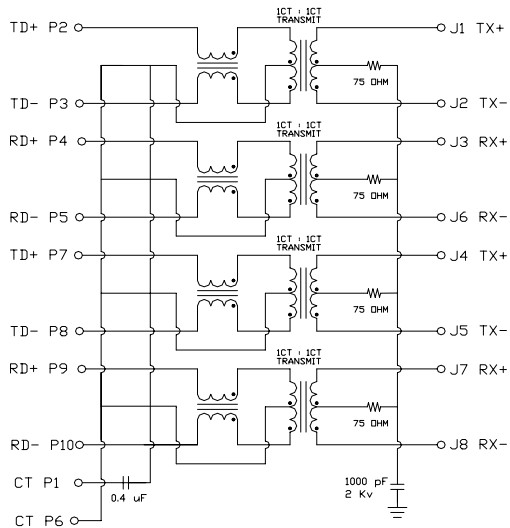 1CT : 1CT
TRANSMIT
TD+ P2
J1 TX+
75 OHM
TD- P3
J2 TX-
1CT : 1CT
TRANSMIT
RD+ P4
J3 RX+
75 OHM
RD- P5
J6 RX-
1CT : 1CT
TRANSMIT
TD+ P7
J4 TX+
75 OHM
TD- P8
J5 TX-
1CT : 1CT
TRANSMIT
RD+ P9
J7 RX+
75 OHM
RD- P10
J8 RX-
CT P1
0.4 uF
1000 pF
2 Kv
CT P6